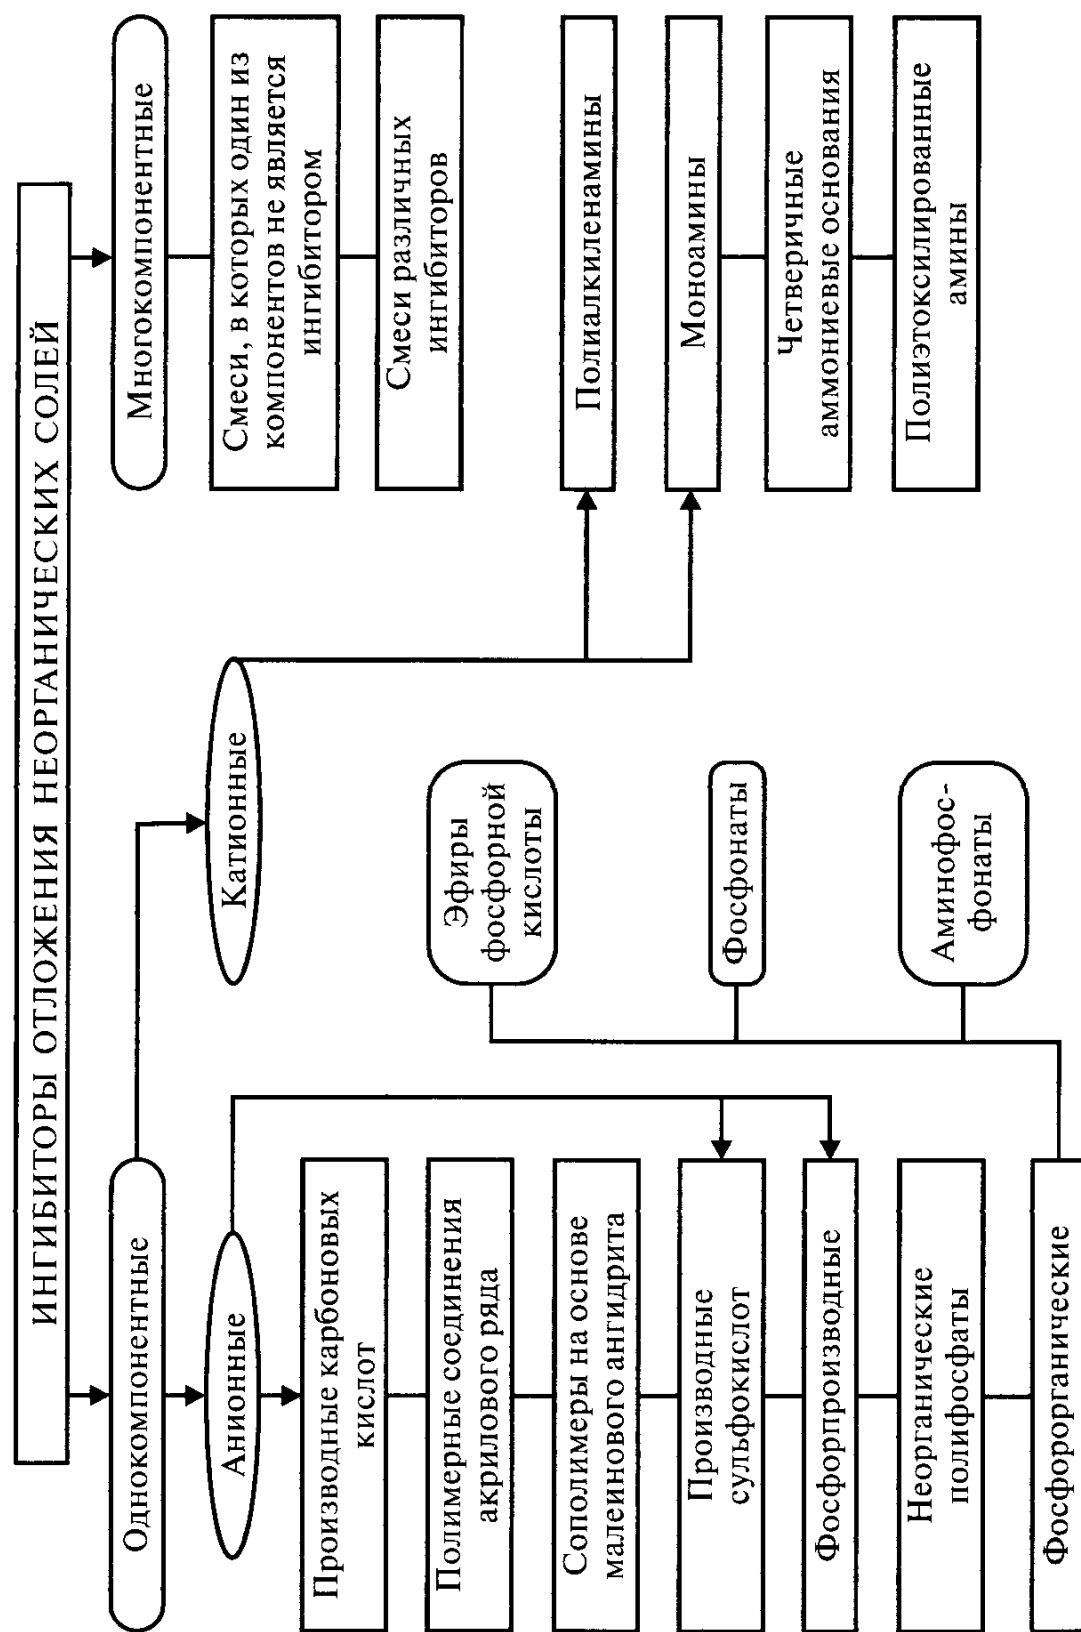 ИНГИБИТОРЫ ОТЛОЖЕНИЯ НЕОРГАНИЧЕСКИХ СОЛЕЙ
Однокомпонентные
Многокомпонентные
Анионные
Катионные
Смеси, в которых один из
компонентов не является
ингибитором
Смеси различных
ингибиторов
Производные карбоновых
кислот
Полимерные соединения
акрилового ряда
Сополимеры на основе
малеинового ангидрита
Производные
сульфокислот
Фосфорпроизводные
Неорганические
полифосфаты
Фосфорорганические
Эфиры
фосфорной
кислоты
Фосфонаты
Аминофос-
фонаты
Полиалкиленамины
Моноамины
Четверичные
аммониевые основания
Полиэтоксилированные
амины